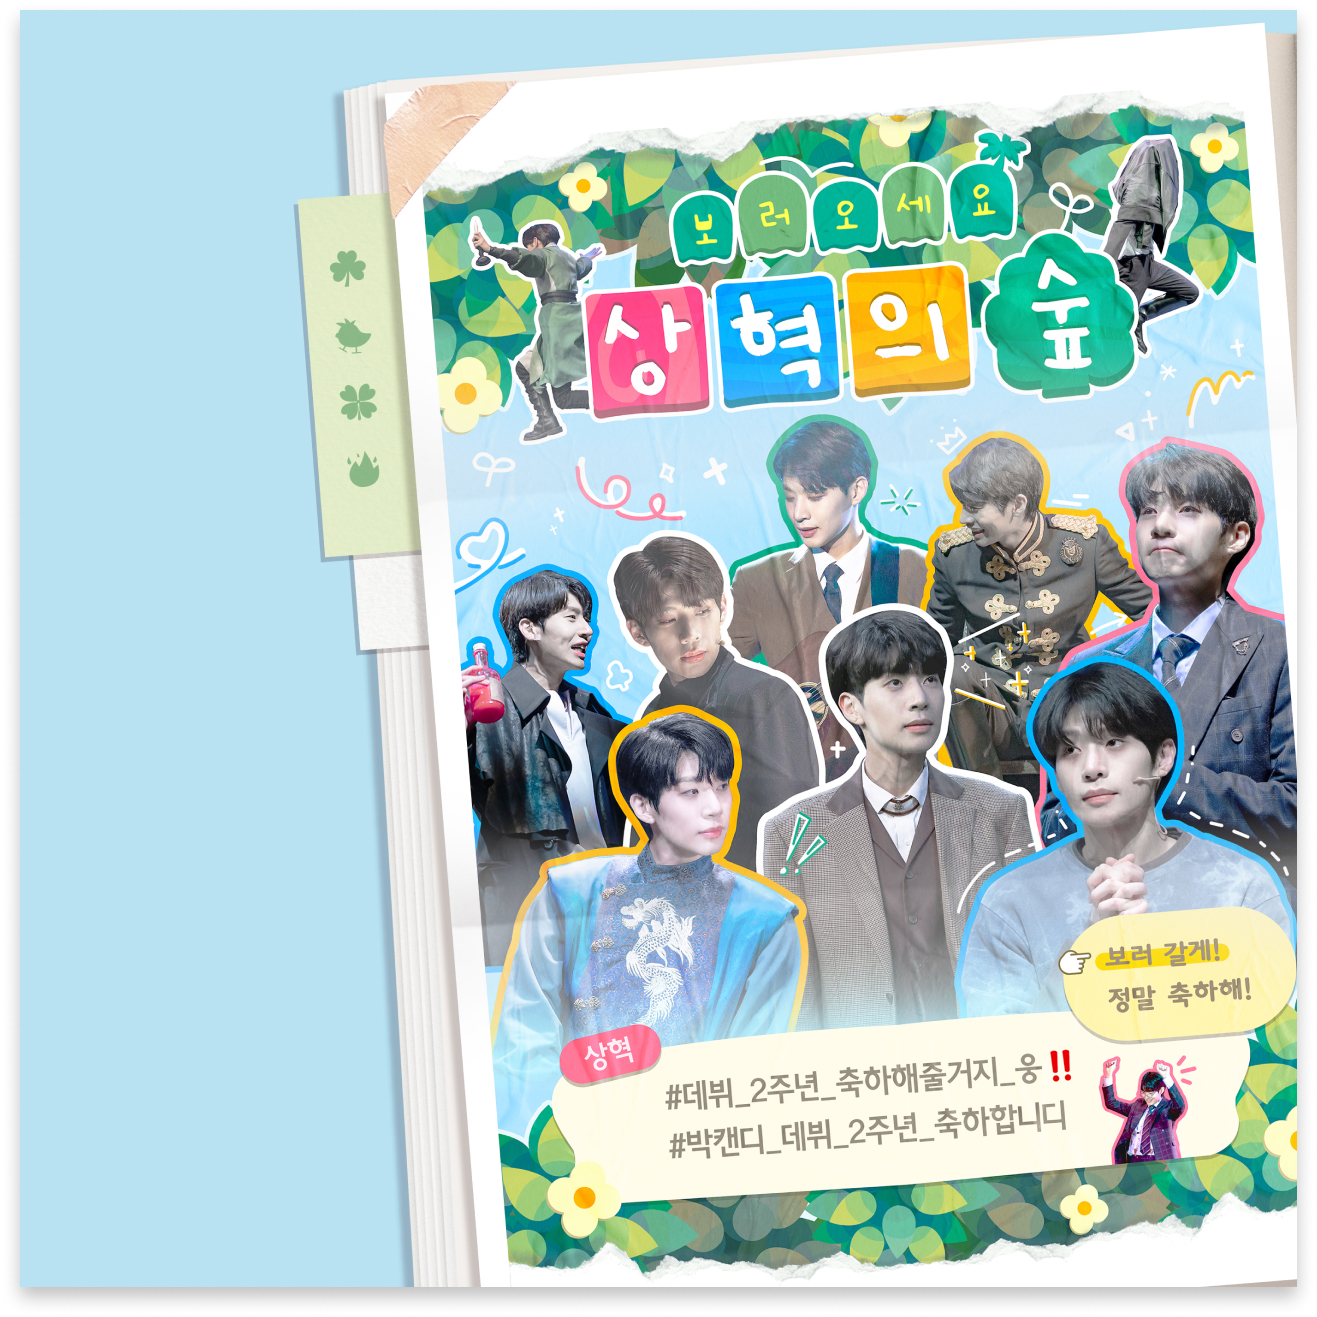 보러오세요
상혁의 숲
보러 갈게!
정말 축하해!
상혁
#데뷔_2주년_축하해줄거지_웅‼
#박캔디_데뷔_2주년_축하합니디